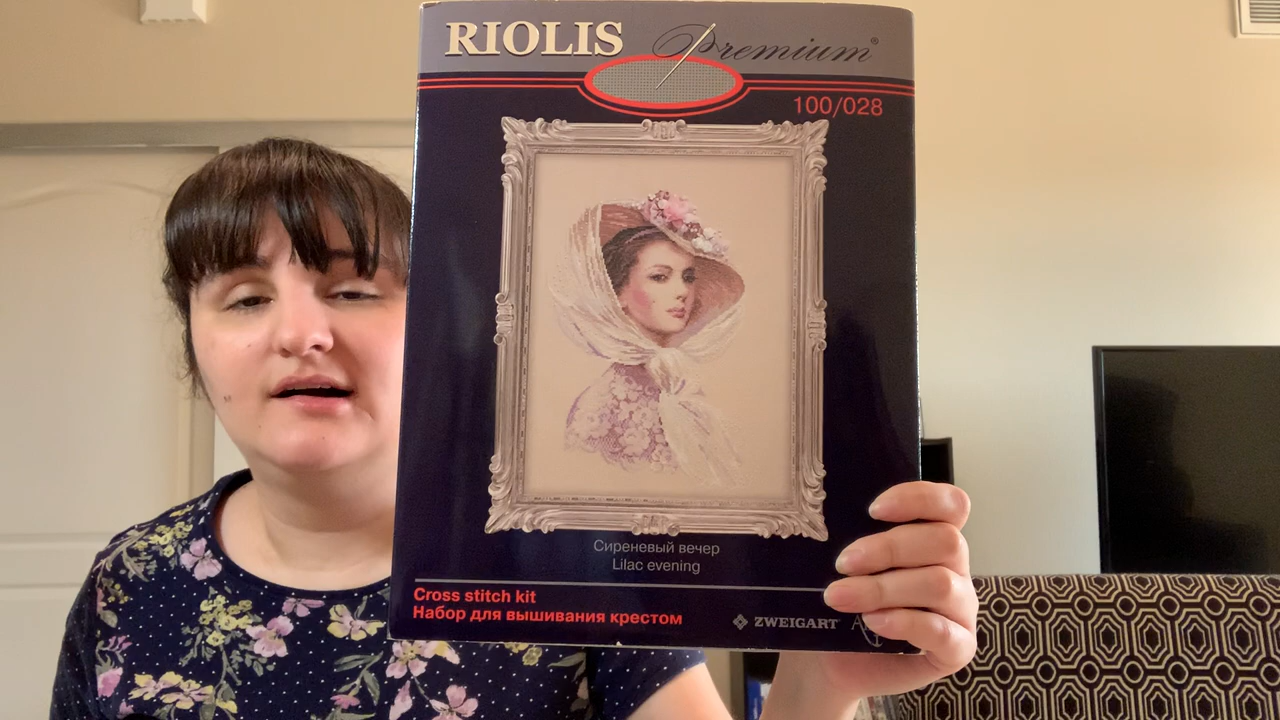 RIOLIS Premium®
100/028
Сиреневый вечер
Lilac evening
Cross stitch kit
Набор для вышивания крестом
ZWEIGART